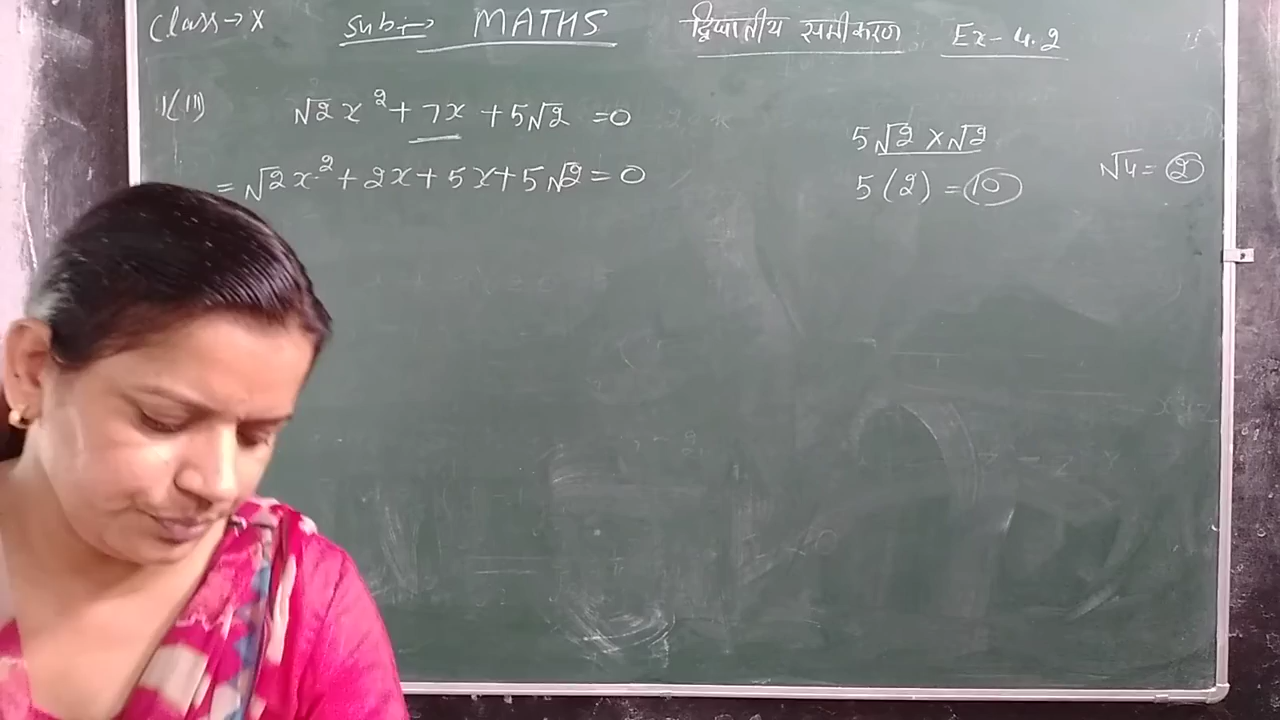 Class→X Sub:→ MATHS द्विघातीय समीकरण Ex-4.2
1(iii) √2x² + 7x + 5√2 = 0
= √2x² + 2x + 5x + 5√2 = 0
5√2 × √2
5(2) = 10
√4 = 2